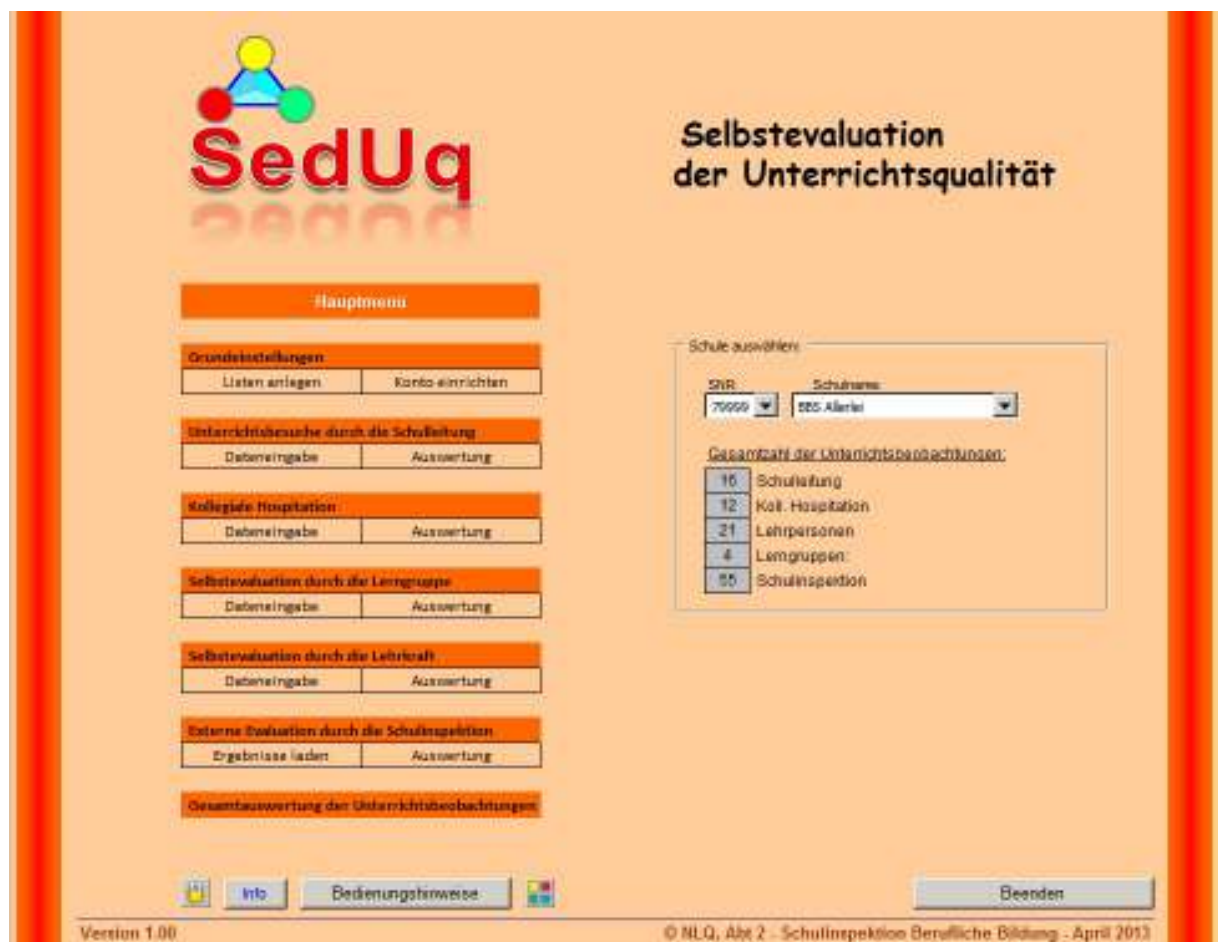 SedUq
Selbstevaluation
der Unterrichtsqualität
Hauptmenu
Grundeinstellungen
Listen anlegen Konto einrichten
Unterrichtsbesuche durch die Schulleitung
Dateneingabe Auswertung
Kollegiale Hospitation
Dateneingabe Auswertung
Selbstevaluation durch die Lerngruppe
Dateneingabe Auswertung
Selbstevaluation durch die Lehrkraft
Dateneingabe Auswertung
Externe Evaluation durch die Schulinspektion
Ergebnisse laden Auswertung
Gesamtauswertung der Unterrichtsbeobachtungen
Schule auswählen:
SNR Schulname
79999 BBS Allerlei
Gesamtzahl der Unterrichtsbeobachtungen:
16 Schulleitung
12 Koll. Hospitation
21 Lehrpersonen
4 Lerngruppen:
55 Schulinspektion
Info Bedienungshinweise Beenden
Version 1.00 © NLQ, Abt 2 - Schulinspektion Berufliche Bildung - April 2013